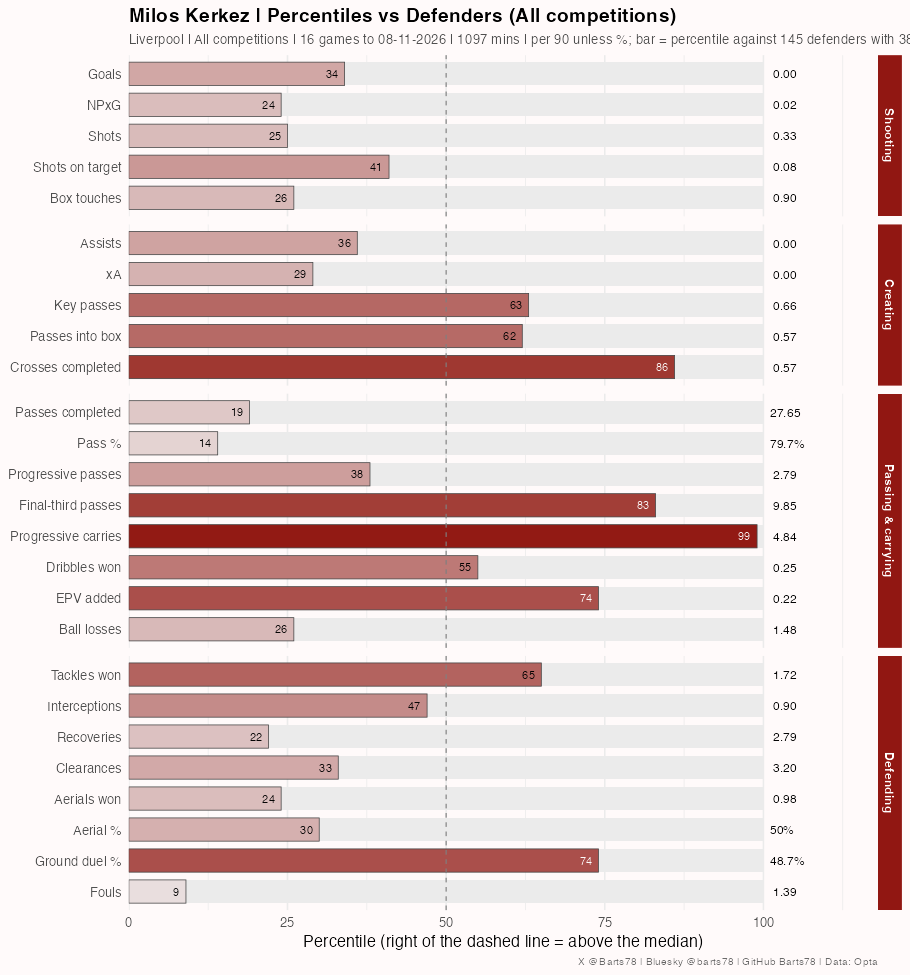 Milos Kerkez | Percentiles vs Defenders (All competitions)
Liverpool | All competitions | 16 games to 08-11-2026 | 1097 mins | per 90 unless %; bar = percentile against 145 defenders with 38
Goals 34 0.00
NPxG 24 0.02
Shots 25 0.33
Shots on target 41 0.08
Box touches 26 0.90
Shooting
Assists 36 0.00
xA 29 0.00
Key passes 63 0.66
Passes into box 62 0.57
Crosses completed 86 0.57
Creating
Passes completed 19 27.65
Pass % 14 79.7%
Progressive passes 38 2.79
Final-third passes 83 9.85
Progressive carries 99 4.84
Dribbles won 55 0.25
EPV added 74 0.22
Ball losses 26 1.48
Passing & carrying
Tackles won 65 1.72
Interceptions 47 0.90
Recoveries 22 2.79
Clearances 33 3.20
Aerials won 24 0.98
Aerial % 30 50%
Ground duel % 74 48.7%
Fouls 9 1.39
Defending
0 25 50 75 100
Percentile (right of the dashed line = above the median)
X @Barts78 | Bluesky @barts78 | GitHub Barts78 | Data: Opta